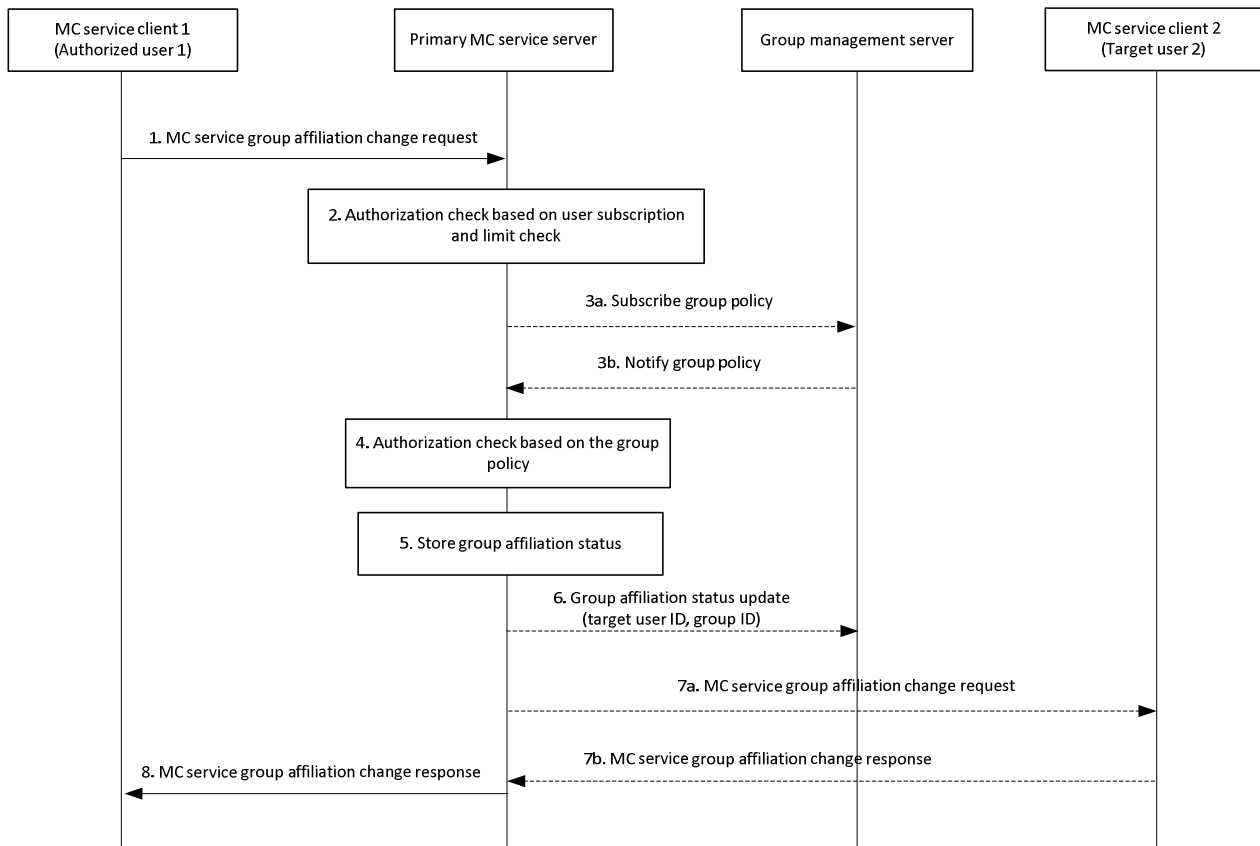 MC service client 1
(Authorized user 1)
Primary MC service server
Group management server
MC service client 2
(Target user 2)
1. MC service group affiliation change request
2. Authorization check based on user subscription
and limit check
3a. Subscribe group policy
3b. Notify group policy
4. Authorization check based on the group
policy
5. Store group affiliation status
6. Group affiliation status update
(target user ID, group ID)
7a. MC service group affiliation change request
7b. MC service group affiliation change response
8. MC service group affiliation change response